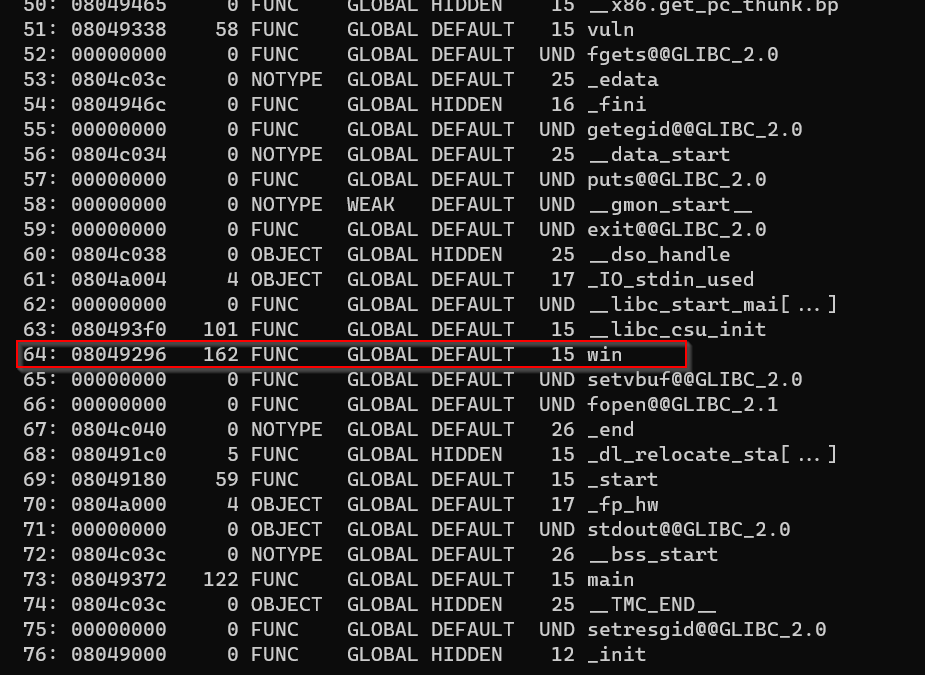 50: 08049465 0 FUNC GLOBAL HIDDEN 15 __x86.get_pc_thunk.bp
51: 08049338 58 FUNC GLOBAL DEFAULT 15 vuln
52: 00000000 0 FUNC GLOBAL DEFAULT UND fgets@@GLIBC_2.0
53: 0804c03c 0 NOTYPE GLOBAL DEFAULT 25 _edata
54: 0804946c 0 FUNC GLOBAL HIDDEN 16 _fini
55: 00000000 0 FUNC GLOBAL DEFAULT UND getegid@@GLIBC_2.0
56: 0804c034 0 NOTYPE GLOBAL DEFAULT 25 __data_start
57: 00000000 0 FUNC GLOBAL DEFAULT UND puts@@GLIBC_2.0
58: 00000000 0 NOTYPE WEAK DEFAULT UND __gmon_start__
59: 00000000 0 FUNC GLOBAL DEFAULT UND exit@@GLIBC_2.0
60: 0804c038 0 OBJECT GLOBAL HIDDEN 25 __dso_handle
61: 0804a004 4 OBJECT GLOBAL DEFAULT 17 _IO_stdin_used
62: 00000000 0 FUNC GLOBAL DEFAULT UND __libc_start_mai[...]
63: 080493f0 101 FUNC GLOBAL DEFAULT 15 __libc_csu_init
64: 08049296 162 FUNC GLOBAL DEFAULT 15 win
65: 00000000 0 FUNC GLOBAL DEFAULT UND setvbuf@@GLIBC_2.0
66: 00000000 0 FUNC GLOBAL DEFAULT UND fopen@@GLIBC_2.1
67: 0804c040 0 NOTYPE GLOBAL DEFAULT 26 _end
68: 080491c0 5 FUNC GLOBAL HIDDEN 15 _dl_relocate_sta[...]
69: 08049180 59 FUNC GLOBAL DEFAULT 15 _start
70: 0804a000 4 OBJECT GLOBAL DEFAULT 17 _fp_hw
71: 00000000 0 OBJECT GLOBAL DEFAULT UND stdout@@GLIBC_2.0
72: 0804c03c 0 NOTYPE GLOBAL DEFAULT 26 __bss_start
73: 08049372 122 FUNC GLOBAL DEFAULT 15 main
74: 0804c03c 0 OBJECT GLOBAL HIDDEN 25 __TMC_END__
75: 00000000 0 FUNC GLOBAL DEFAULT UND setresgid@@GLIBC_2.0
76: 08049000 0 FUNC GLOBAL HIDDEN 12 _init